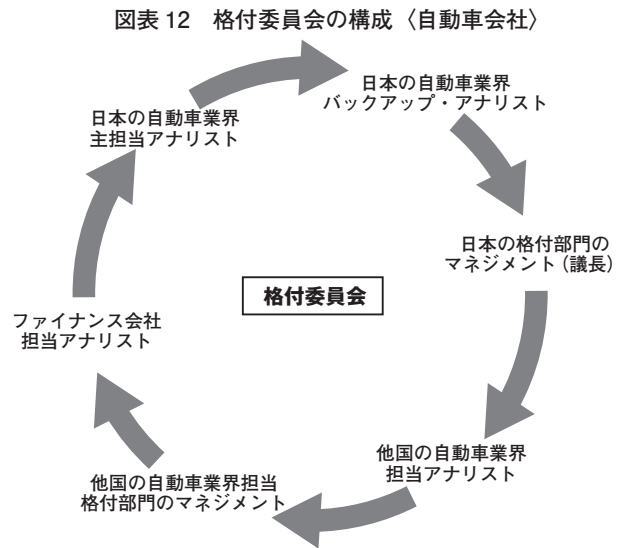 図表 12　格付委員会の構成〈自動車会社〉
日本の自動車業界
バックアップ・アナリスト
日本の自動車業界
主担当アナリスト
日本の格付部門の
マネジメント（議長）
格付委員会
ファイナンス会社
担当アナリスト
他国の自動車業界
担当アナリスト
他国の自動車業界担当
格付部門のマネジメント